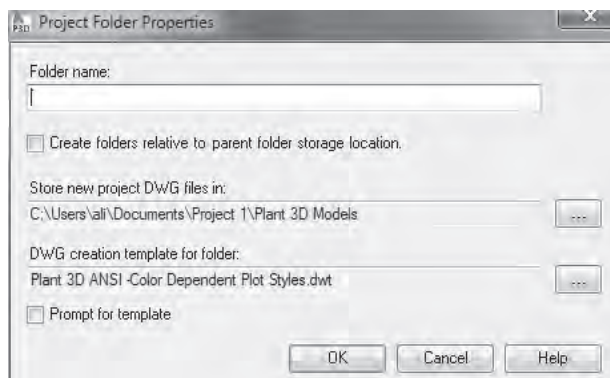 P3D Project Folder Properties
Folder name:
Create folders relative to parent folder storage location.
Store new project DWG files in:
C:\Users\ali\Documents\Project 1\Plant 3D Models
...
DWG creation template for folder:
Plant 3D ANSI -Color Dependent Plot Styles.dwt
...
Prompt for template
OK Cancel Help